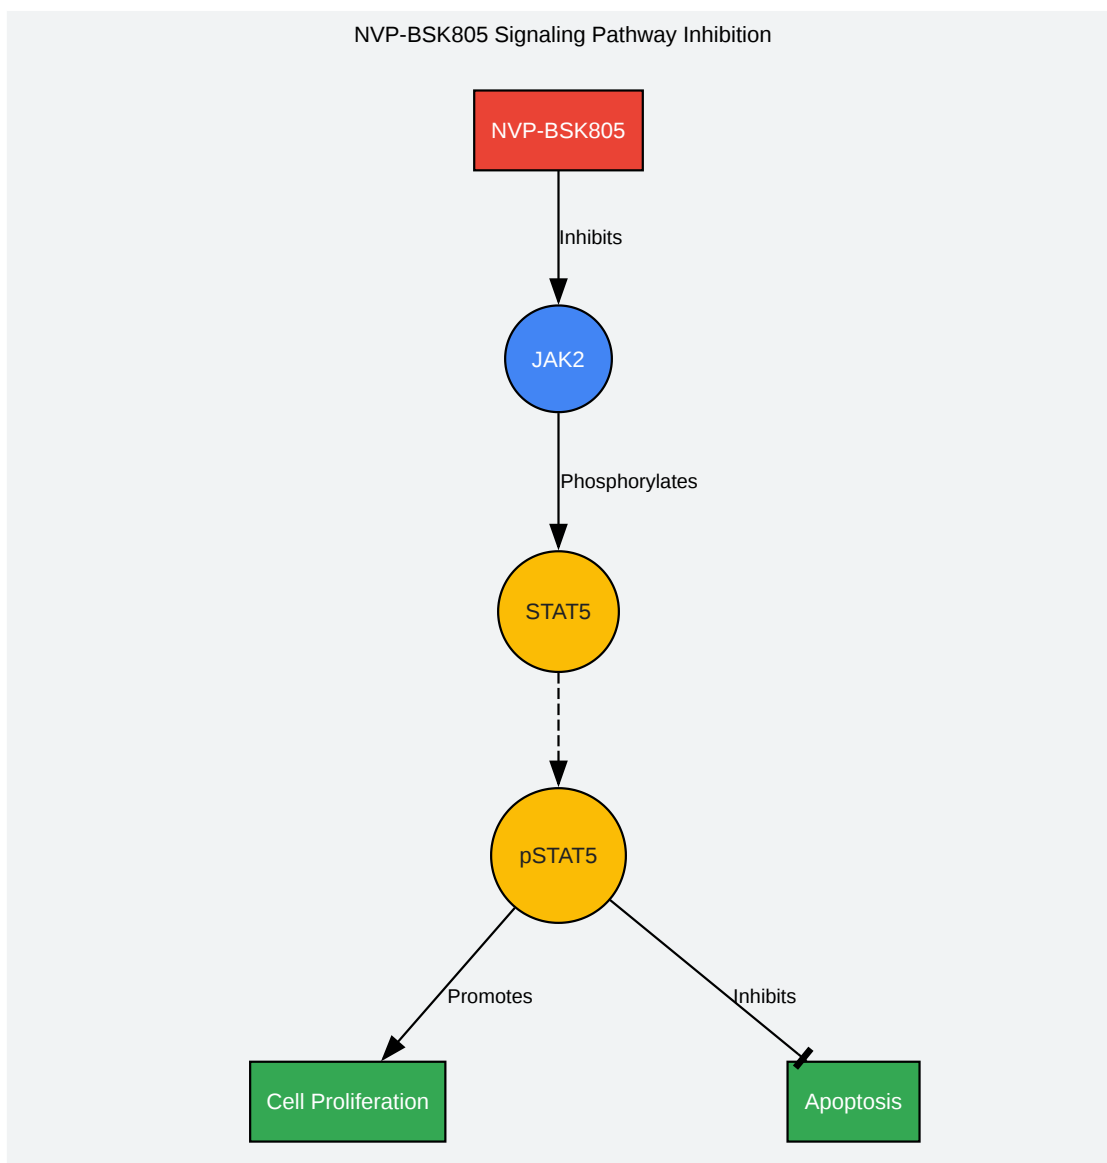 NVP-BSK805 Signaling Pathway Inhibition
NVP-BSK805
Inhibits
JAK2
Phosphorylates
STAT5
pSTAT5
Promotes
Inhibits
Cell Proliferation
Apoptosis